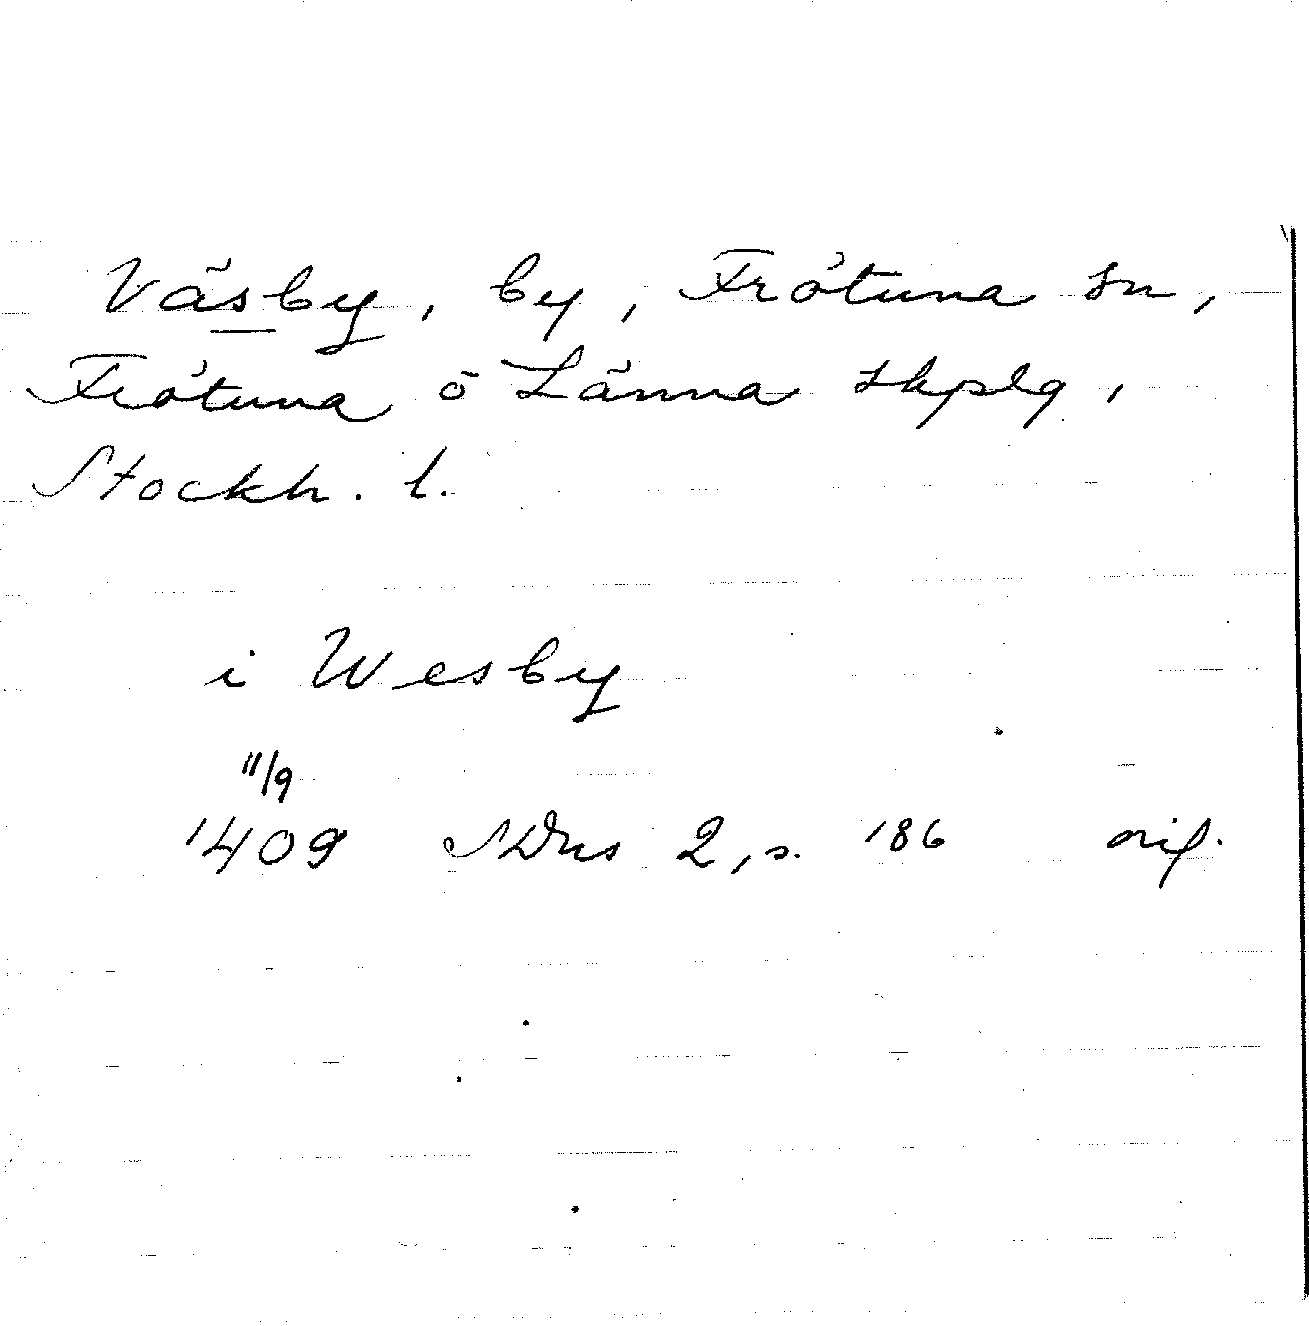 Väsby, by, Frötuna sn,
Frötuna o Länna skplg,
Stockh. l.
i Wesby
11/9
1409 SDns 2, s. 186 orig.